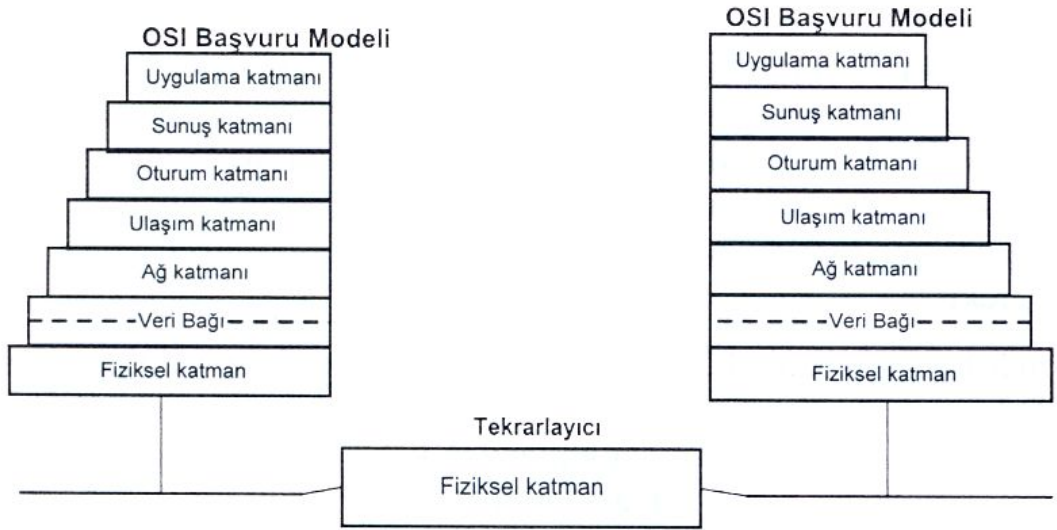 OSI Başvuru Modeli
Uygulama katmanı
Sunuş katmanı
Oturum katmanı
Ulaşım katmanı
Ağ katmanı
Veri Bağı
Fiziksel katman
OSI Başvuru Modeli
Uygulama katmanı
Sunuş katmanı
Oturum katmanı
Ulaşım katmanı
Ağ katmanı
Veri Bağı
Fiziksel katman
Tekrarlayıcı
Fiziksel katman